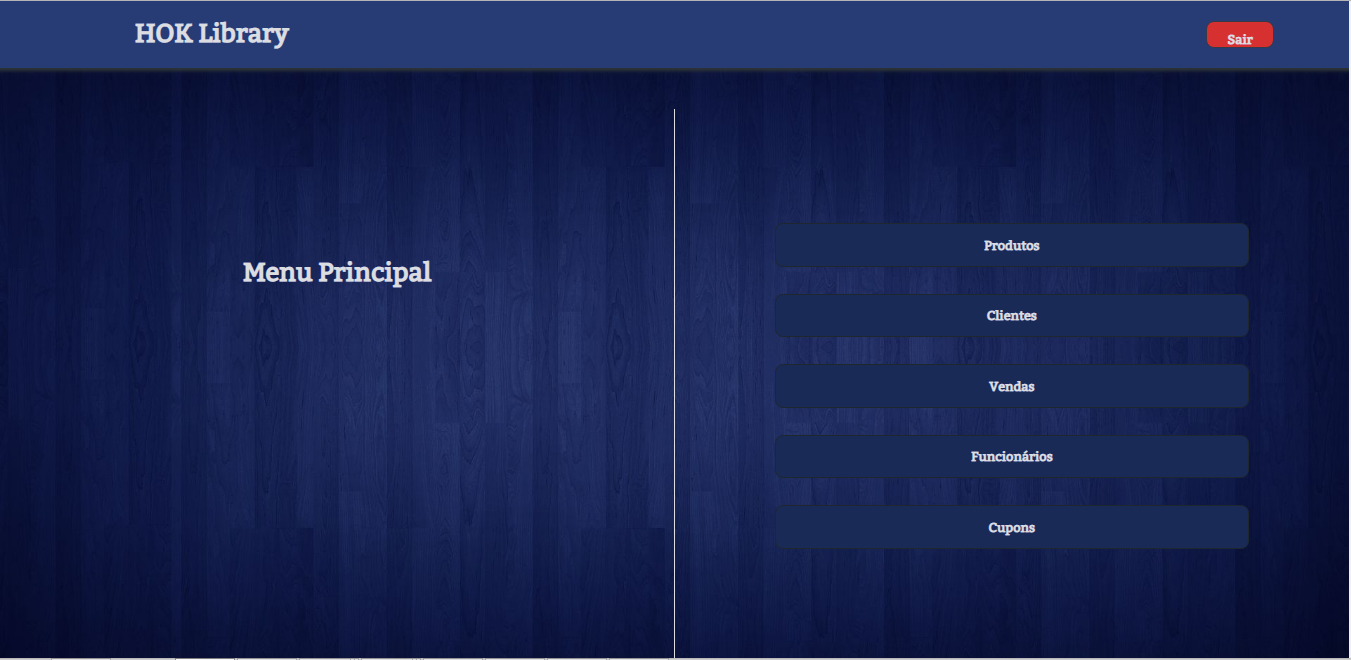 HOK Library
Sair
Menu Principal
Produtos
Clientes
Vendas
Funcionários
Cupons